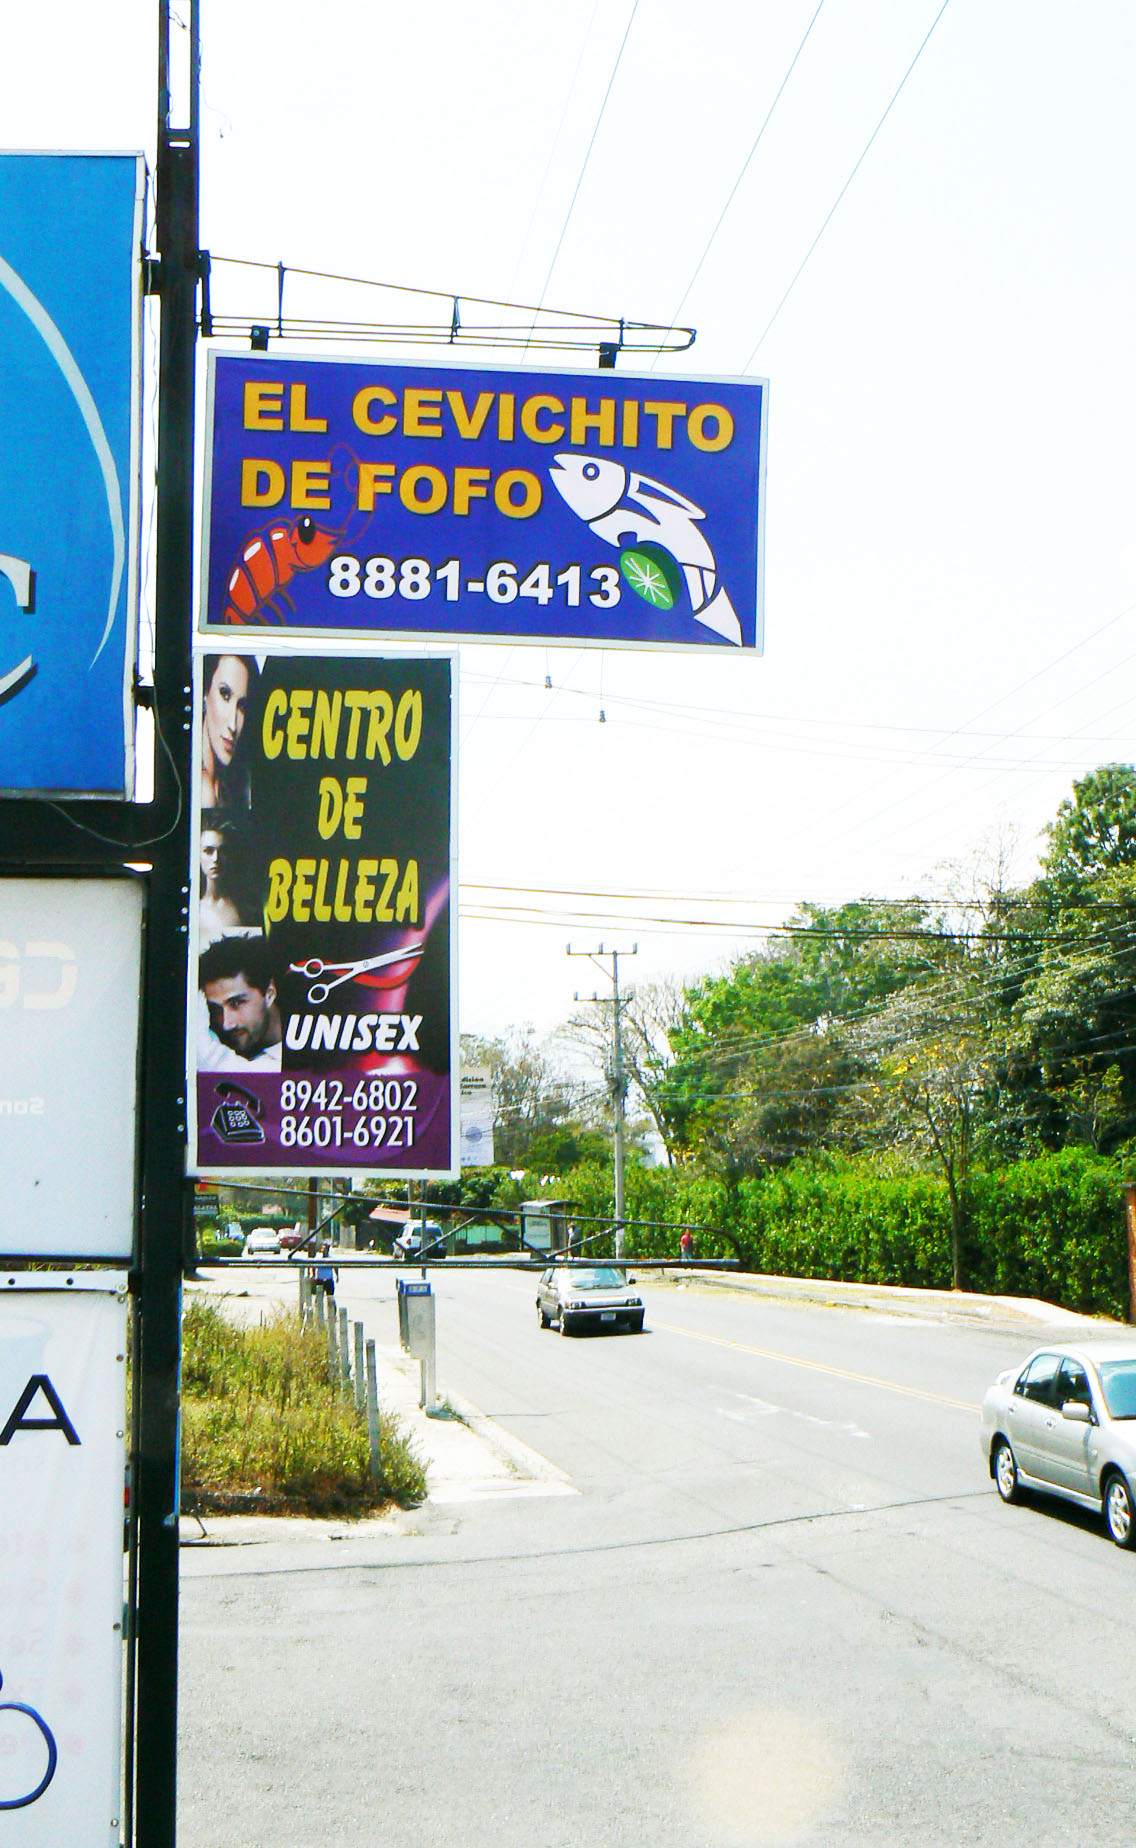 EL CEVICHITO
DE FOFO
8881-6413
CENTRO
DE
BELLEZA
UNISEX
8942-6802
8601-6921
C
A